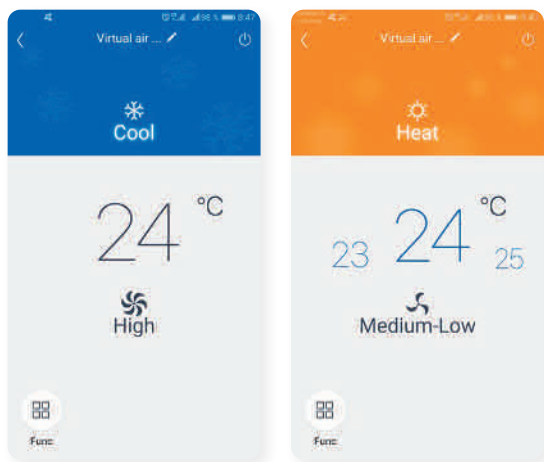 Virtual air ...
Cool
24 °C
High
Func
Virtual air ...
Heat
23 24 °C 25
Medium-Low
Func